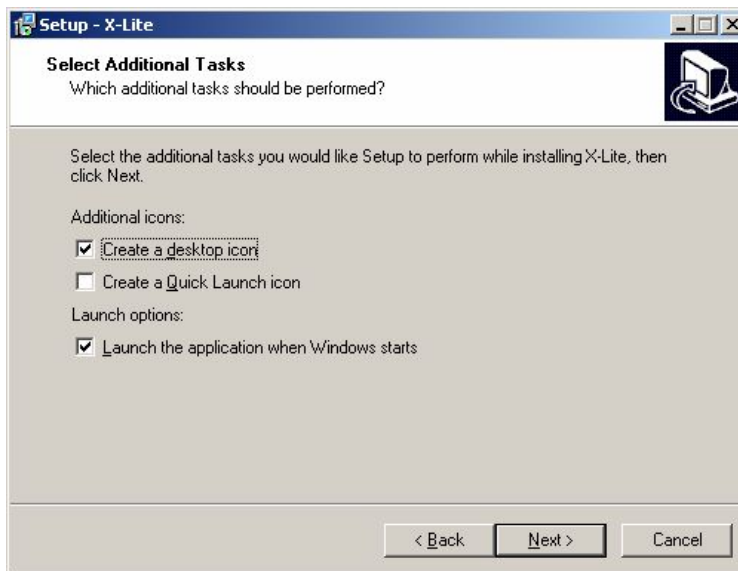 Setup - X-Lite
Select Additional Tasks
Which additional tasks should be performed?
Select the additional tasks you would like Setup to perform while installing X-Lite, then
click Next.
Additional icons:
Create a desktop icon
Create a Quick Launch icon
Launch options:
Launch the application when Windows starts
< Back Next > Cancel